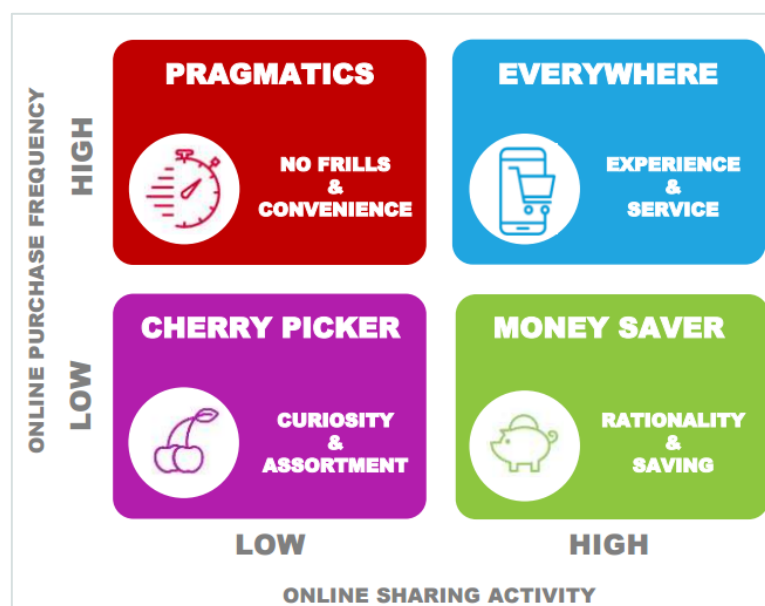 ONLINE PURCHASE FREQUENCY
HIGH
PRAGMATICS
NO FRILLS
&
CONVENIENCE
EVERYWHERE
EXPERIENCE
&
SERVICE
LOW
CHERRY PICKER
CURIOSITY
&
ASSORTMENT
MONEY SAVER
RATIONALITY
&
SAVING
LOW
HIGH
ONLINE SHARING ACTIVITY